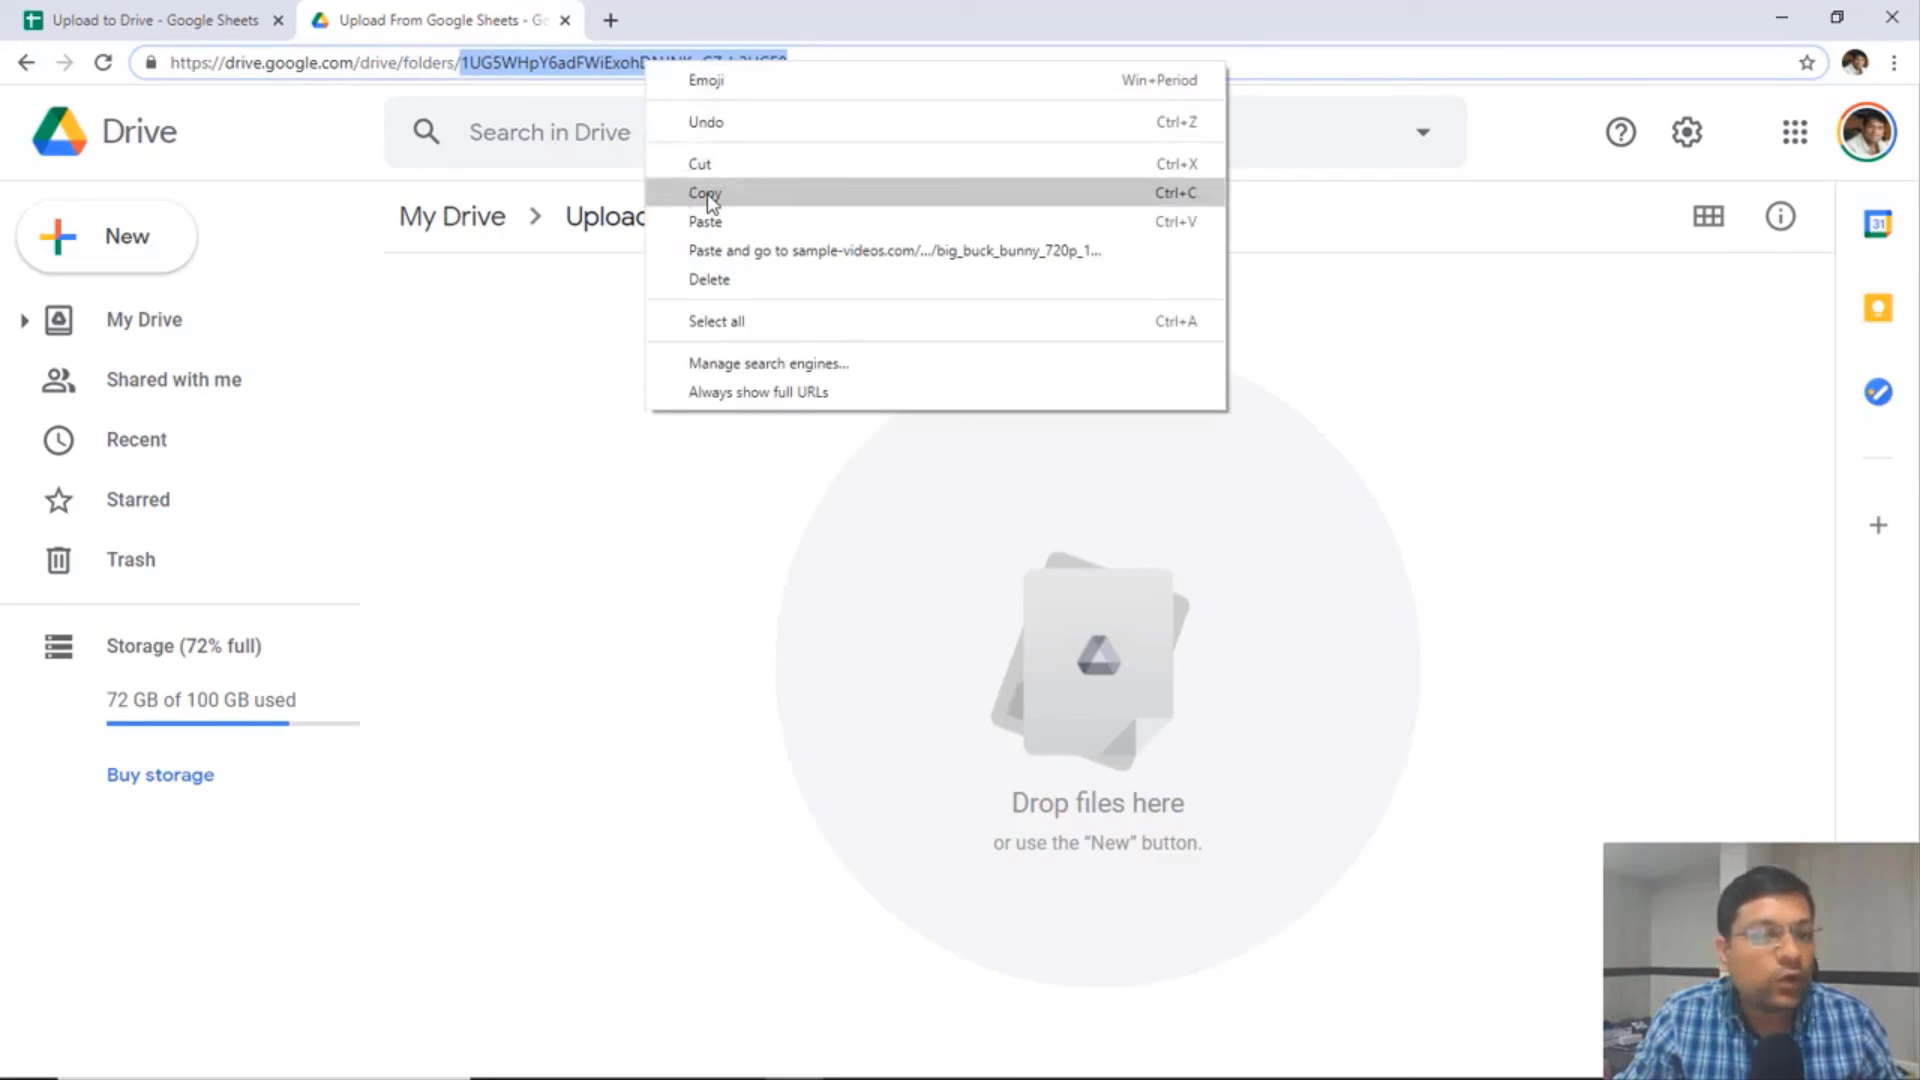 Upload to Drive - Google Sheets
Upload From Google Sheets - Go
https://drive.google.com/drive/folders/1UG5WHpY6adFWiExoh
Drive
Search in Drive
Emoji Win+Period
Undo Ctrl+Z
Cut Ctrl+X
Copy Ctrl+C
Paste Ctrl+V
Paste and go to sample-videos.com/.../big_buck_bunny_720p_1...
Delete
Select all Ctrl+A
Manage search engines...
Always show full URLs
New
My Drive > Upload
31
My Drive
Shared with me
Recent
Starred
Trash
Storage (72% full)
72 GB of 100 GB used
Buy storage
Drop files here
or use the “New” button.